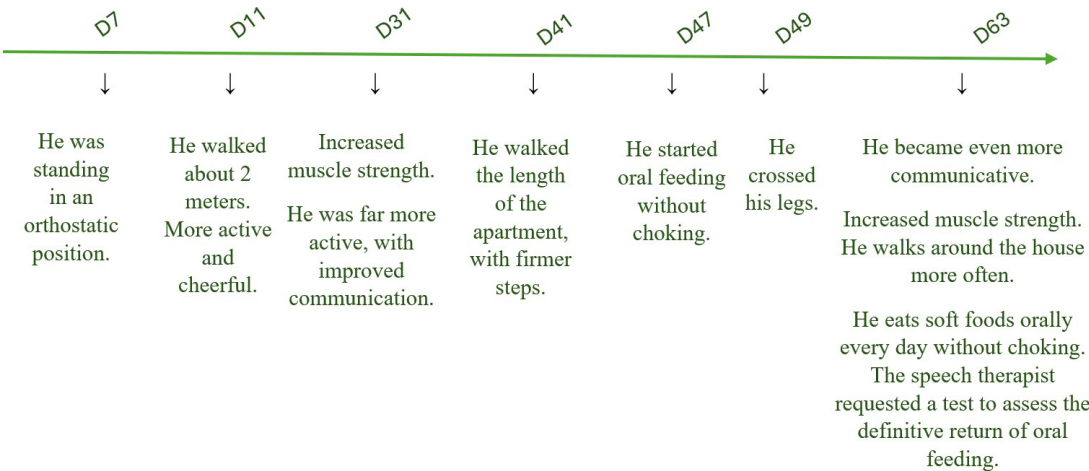 D7
D11
D31
D41
D47
D49
D63
He was
standing
in an
orthostatic
position.
He walked
about 2
meters.
More active
and
cheerful.
Increased
muscle strength.
He was far more
active, with
improved
communication.
He walked
the length
of the
apartment,
with firmer
steps.
He started
oral feeding
without
choking.
He
crossed
his legs.
He became even more
communicative.
Increased muscle strength.
He walks around the house
more often.
He eats soft foods orally
every day without choking.
The speech therapist
requested a test to assess the
definitive return of oral
feeding.